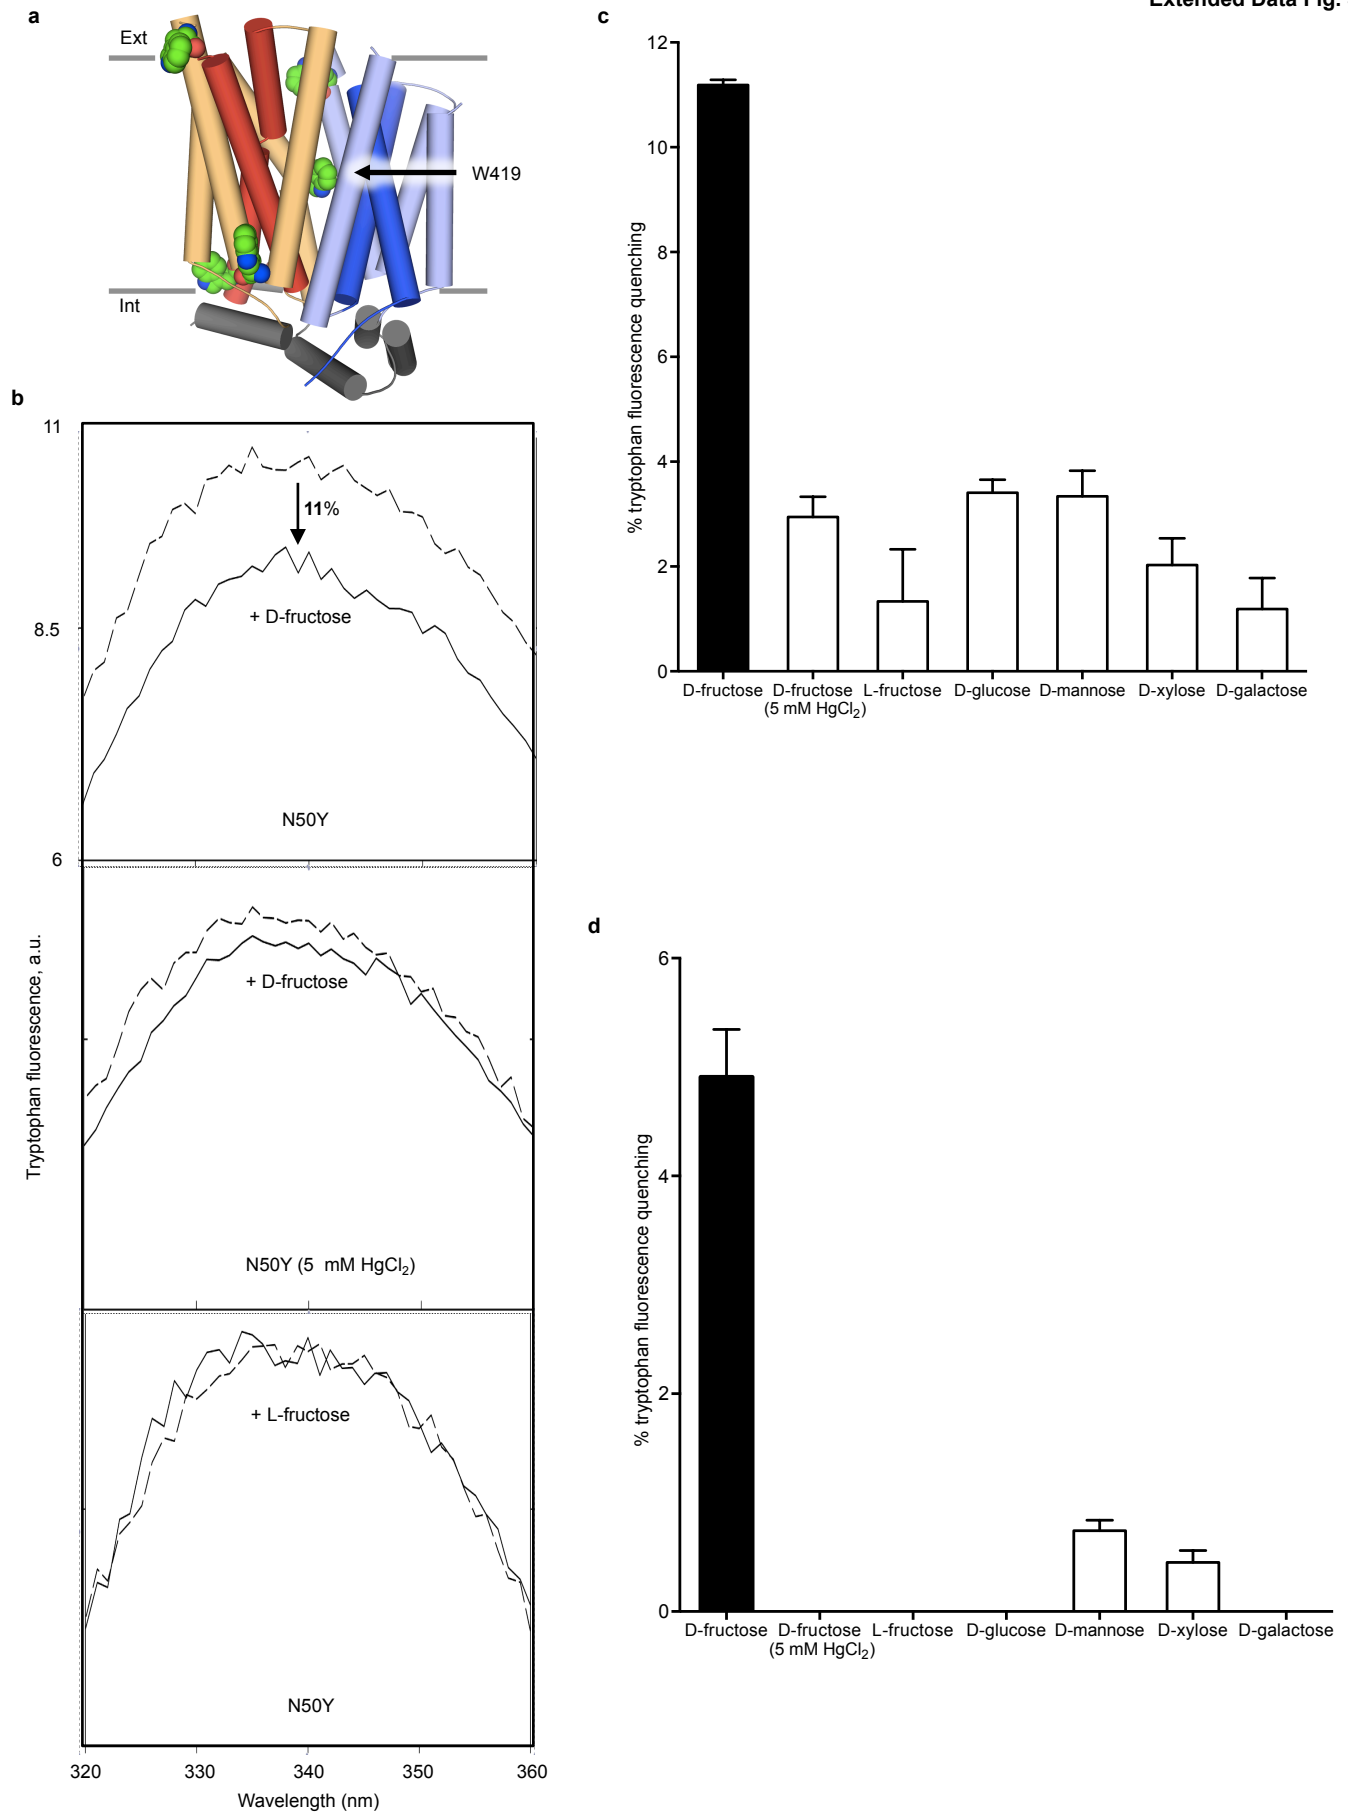 Extended Data Fig.
a
Ext
W419
Int
b
11
11%
+ D-fructose
8.5
N50Y
6
+ D-fructose
Tryptophan fluorescence, a.u.
N50Y (5 mM HgCl2)
+ L-fructose
N50Y
320 330 340 350 360
Wavelength (nm)
c
12
10
8
6
4
2
0
% tryptophan fluorescence quenching
D-fructose D-fructose L-fructose D-glucose D-mannose D-xylose D-galactose
(5 mM HgCl2)
d
6
4
2
0
% tryptophan fluorescence quenching
D-fructose D-fructose L-fructose D-glucose D-mannose D-xylose D-galactose
(5 mM HgCl2)